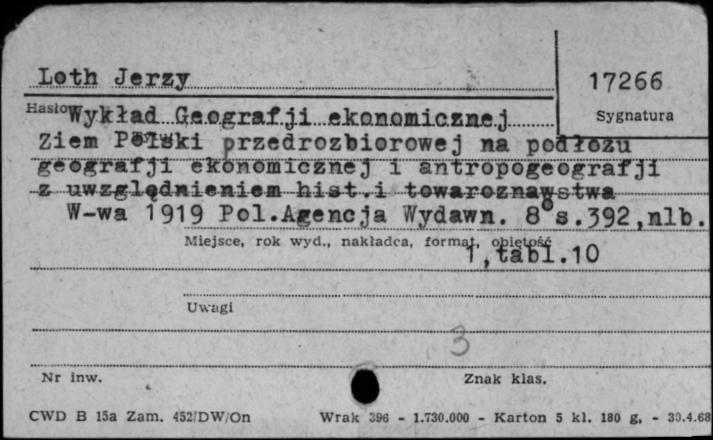 Loth Jerzy
17266
Hasło Wykład Geografji ekonomicznej
Sygnatura
Ziem Polski przedrozbiorowej na podłożu
geografji ekonomicznej i antropogeografji
z uwzględnieniem hist.i towaroznawstwa
W-wa 1919 Pol.Agencja Wydawn. 8° s.392,nlb.
Miejsce, rok wyd., nakładca, format, objętość
1,tabl.10
Uwagi
3
Nr inw.
Znak klas.
CWD B 15a Zam. 452/DW/On Wrak 396 - 1.730.000 - Karton 5 kl. 180 g, - 30.4.68